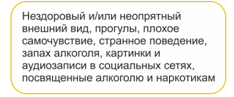 Нездоровый и/или неопрятный
внешний вид, прогулы, плохое
самочувствие, странное поведение,
запах алкоголя, картинки и
аудиозаписи в социальных сетях,
посвященные алкоголю и наркотикам